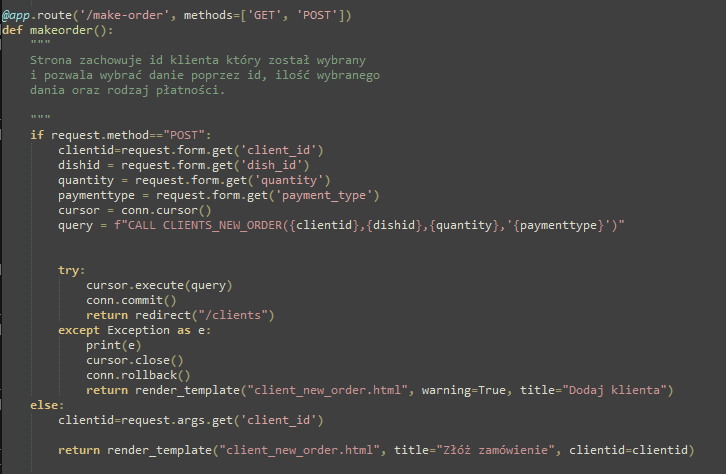 @app.route('/make-order', methods=['GET', 'POST'])
def makeorder():
"""
Strona zachowuje id klienta który został wybrany
i pozwala wybrać danie poprzez id, ilość wybranego
dania oraz rodzaj płatności.
"""
if request.method=="POST":
clientid=request.form.get('client_id')
dishid = request.form.get('dish_id')
quantity = request.form.get('quantity')
paymenttype = request.form.get('payment_type')
cursor = conn.cursor()
query = f"CALL CLIENTS_NEW_ORDER({clientid},{dishid},{quantity},'{paymenttype}')"
try:
cursor.execute(query)
conn.commit()
return redirect("/clients")
except Exception as e:
print(e)
cursor.close()
conn.rollback()
return render_template("client_new_order.html", warning=True, title="Dodaj klienta")
else:
clientid=request.args.get('client_id')
return render_template("client_new_order.html", title="Złóż zamówienie", clientid=clientid)